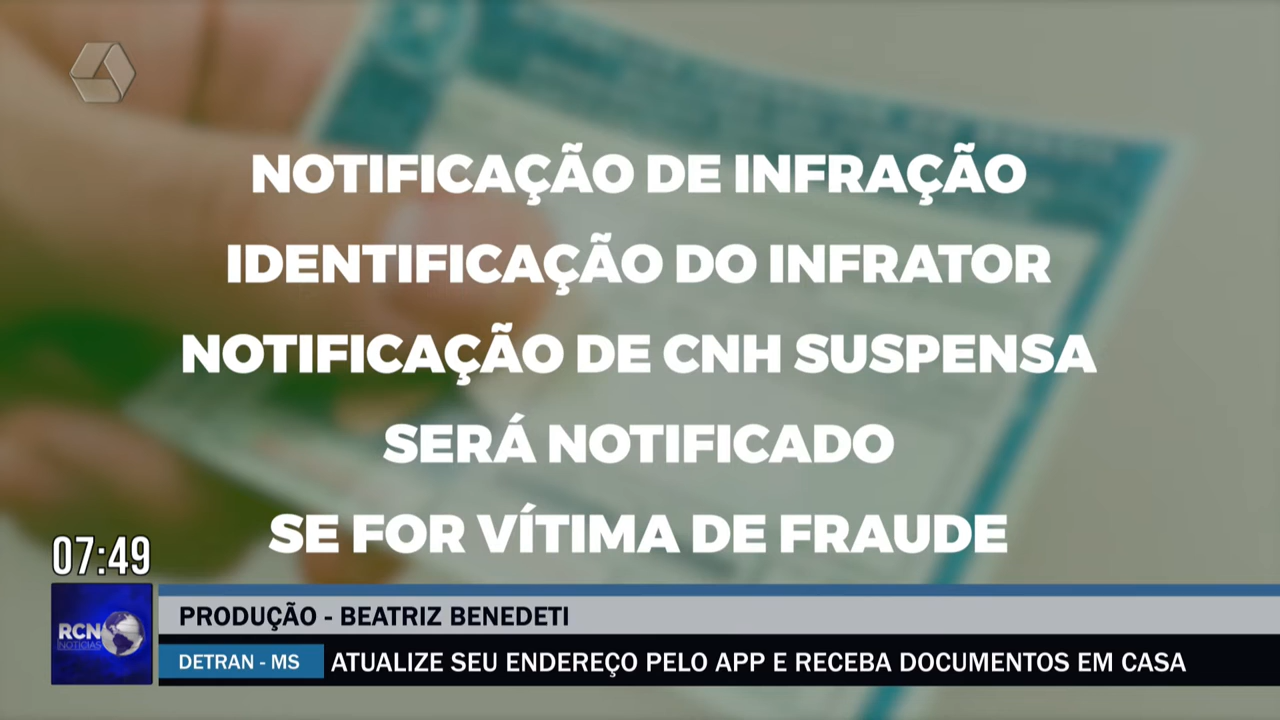 NOTIFICAÇÃO DE INFRAÇÃO
IDENTIFICAÇÃO DO INFRATOR
NOTIFICAÇÃO DE CNH SUSPENSA
SERÁ NOTIFICADO
SE FOR VÍTIMA DE FRAUDE
07:49
RCN
NOTÍCIAS
PRODUÇÃO - BEATRIZ BENEDETI
DETRAN - MS
ATUALIZE SEU ENDEREÇO PELO APP E RECEBA DOCUMENTOS EM CASA